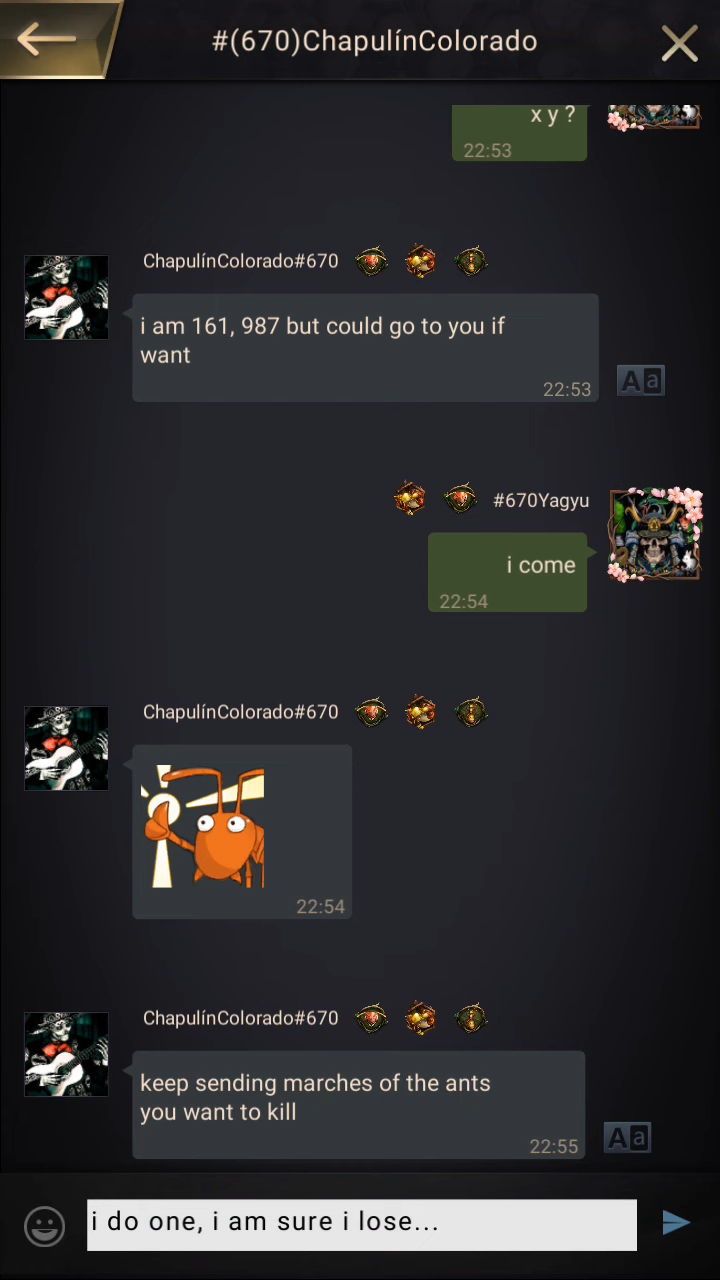 #(670)ChapulínColorado
x y ?
22:53
ChapulínColorado#670
i am 161, 987 but could go to you if
want
22:53
Aa
#670Yagyu
i come
22:54
ChapulínColorado#670
22:54
ChapulínColorado#670
keep sending marches of the ants
you want to kill
22:55
Aa
i do one, i am sure i lose...